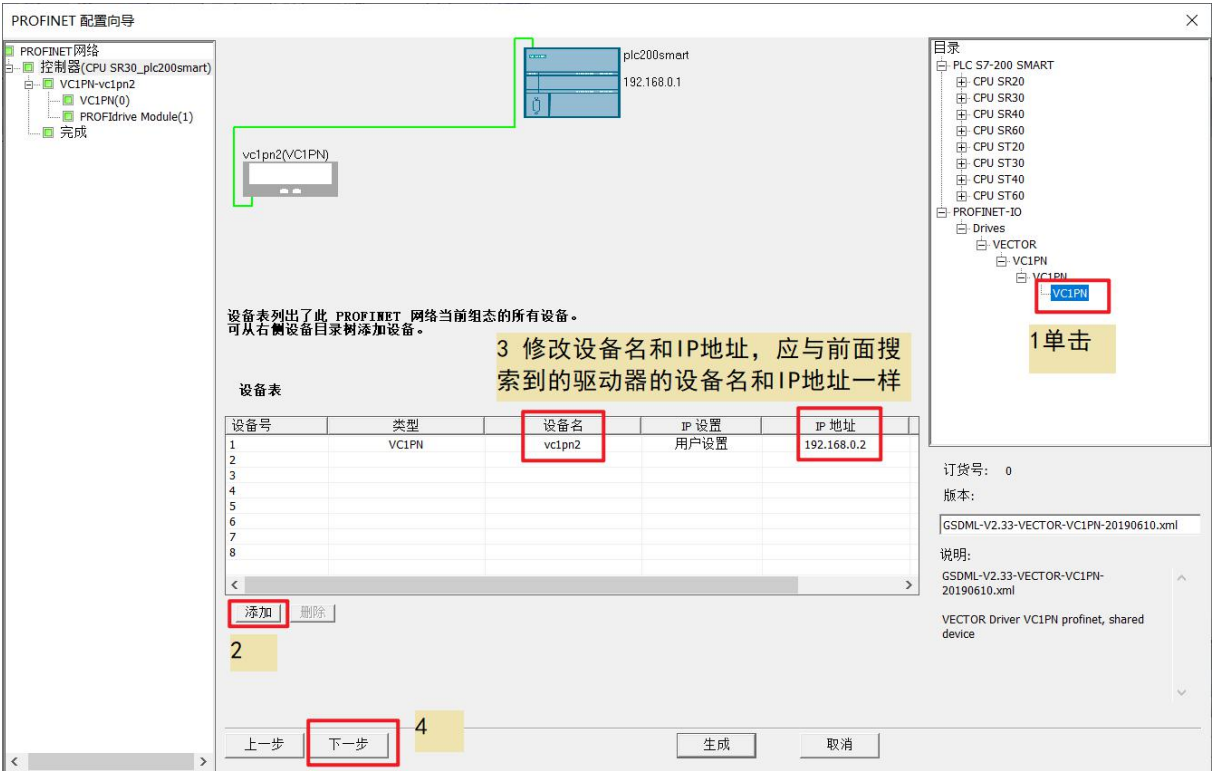 PROFINET 配置向导
PROFINET网络
控制器(CPU SR30_plc200smart)
VC1PN-vc1pn2
VC1PN(0)
PROFIdrive Module(1)
完成
plc200smart
192.168.0.1
vc1pn2(VC1PN)
设备表列出了此 PROFINET 网络当前组态的所有设备。
可从右侧设备目录树添加设备。
3 修改设备名和IP地址，应与前面搜
索到的驱动器的设备名和IP地址一样
设备表
设备号 类型 设备名 IP 设置 IP 地址
1 VC1PN vc1pn2 用户设置 192.168.0.2
2
3
4
5
6
7
8
添加 删除
2
4
上一步 下一步 生成 取消
目录
PLC S7-200 SMART
CPU SR20
CPU SR30
CPU SR40
CPU SR60
CPU ST20
CPU ST30
CPU ST40
CPU ST60
PROFINET-IO
Drives
VECTOR
VC1PN
VC1PN
VC1PN
1单击
订货号: 0
版本:
GSDML-V2.33-VECTOR-VC1PN-20190610.xml
说明:
GSDML-V2.33-VECTOR-VC1PN-
20190610.xml
VECTOR Driver VC1PN profinet, shared
device